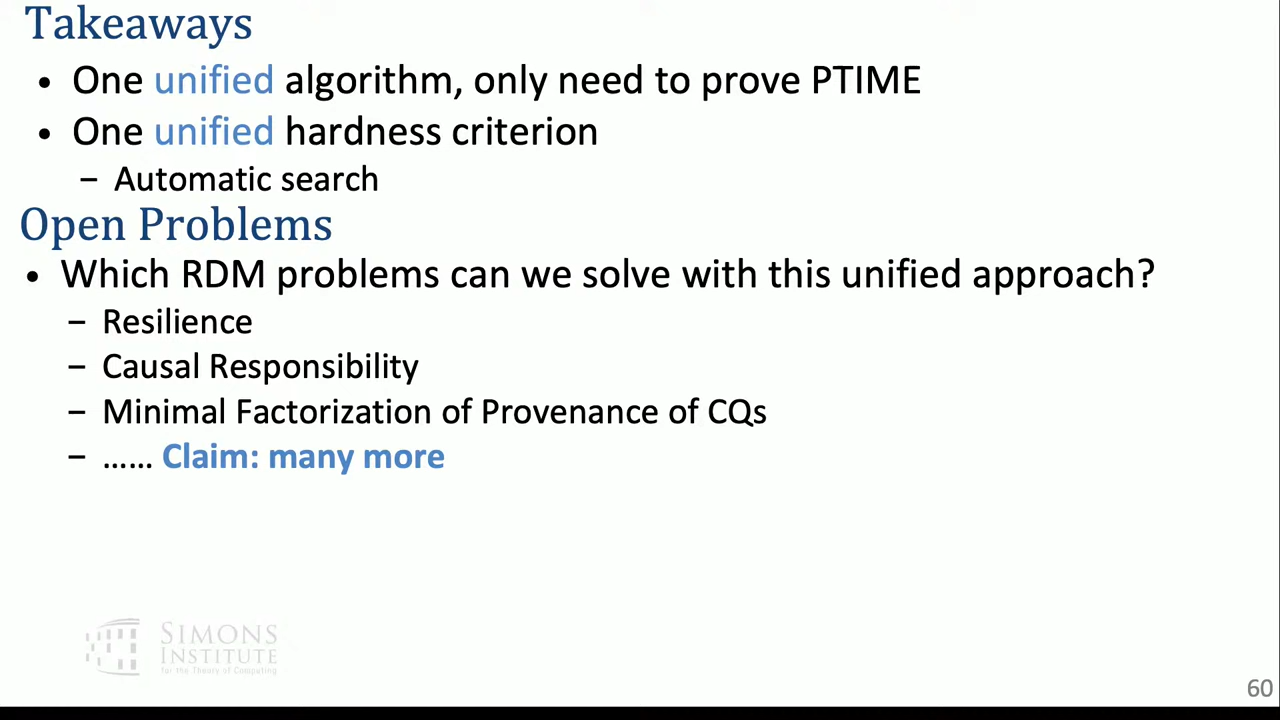 Takeaways
• One unified algorithm, only need to prove PTIME
• One unified hardness criterion
– Automatic search
Open Problems
• Which RDM problems can we solve with this unified approach?
– Resilience
– Causal Responsibility
– Minimal Factorization of Provenance of CQs
– …… Claim: many more
SIMONS
INSTITUTE
for the Theory of Computing
60